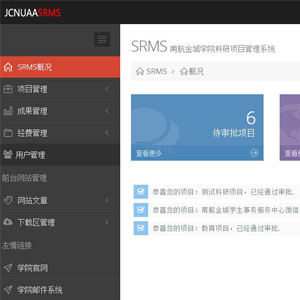 JCNUAASRMS
SRMS概况
项目管理
成果管理
经费管理
用户管理
前台网站管理
网站文章
下载区管理
友情链接
学院官网
学院邮件系统
SRMS 南航金城学院科研项目管理系统
SRMS > 概况
6
待审批项目
查看更多
查看
恭喜您的项目：测试科研项目，已经通过审批.
恭喜您的项目：南航金城学生事务服务中心微信
恭喜您的项目：教育项目，已经通过审批.